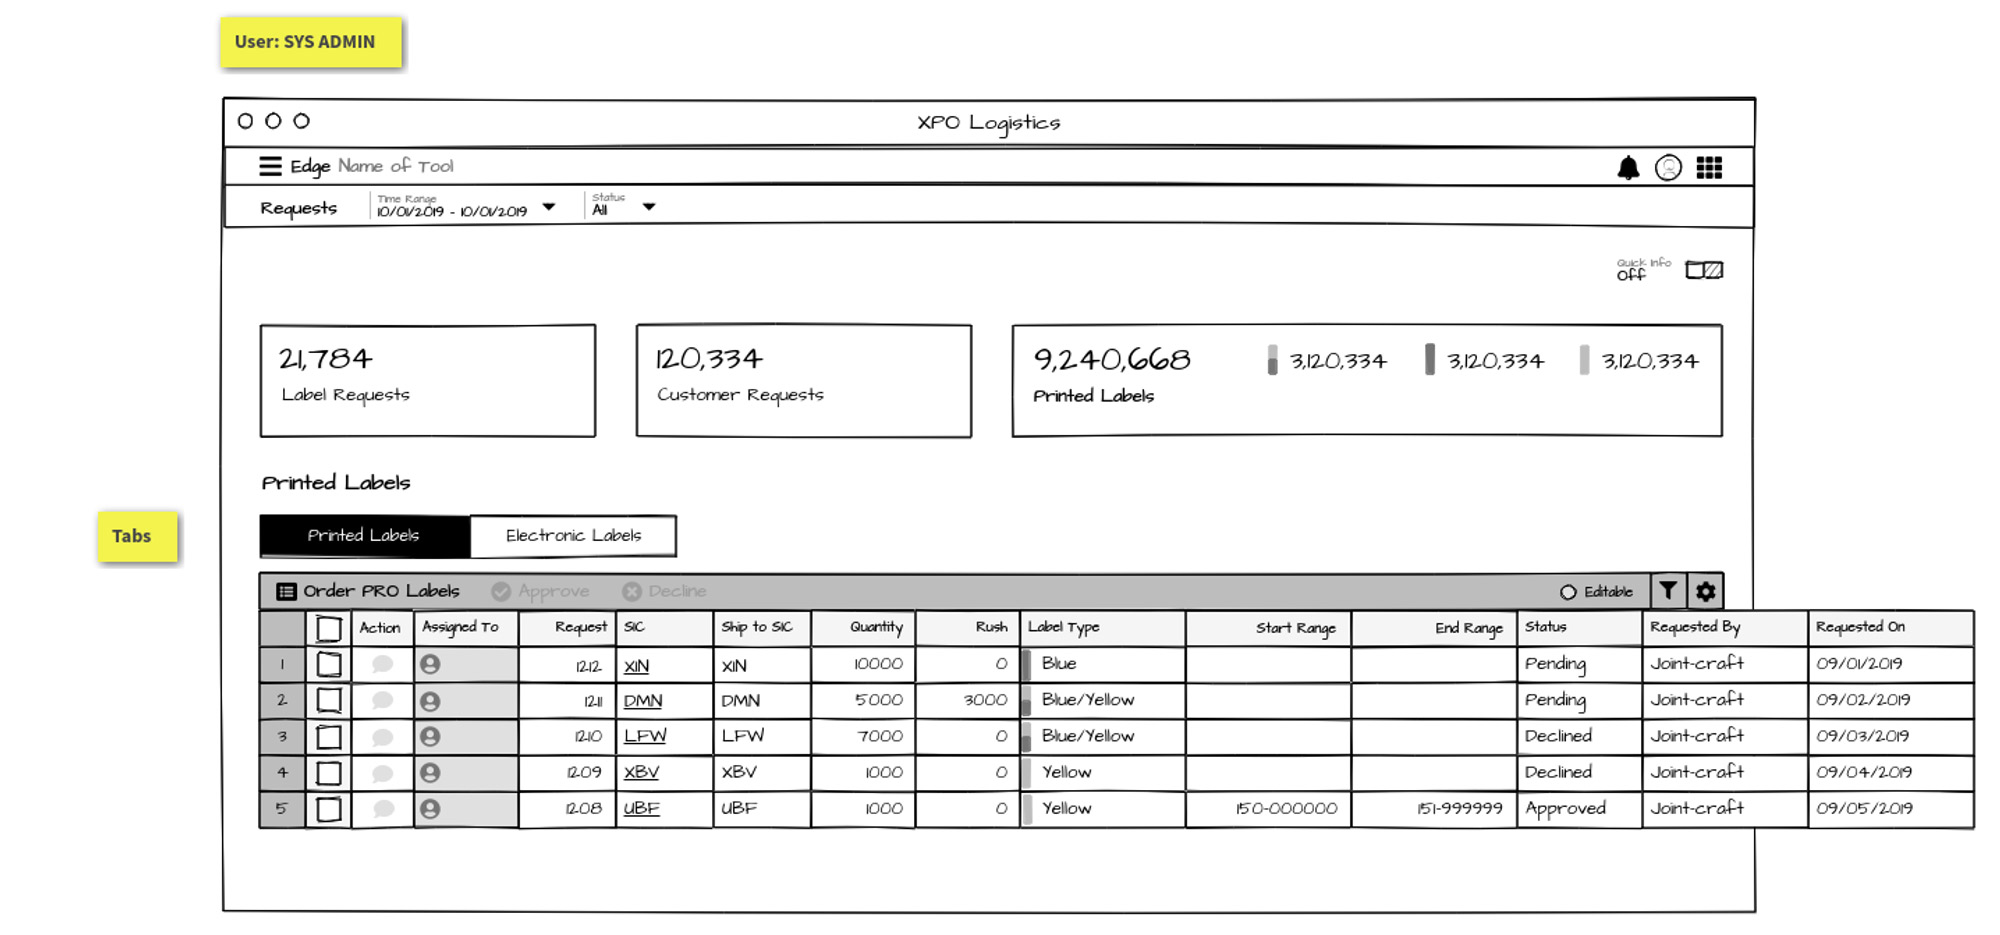 User: SYS ADMIN
XPO Logistics
Edge Name of Tool
Requests
Time Range
10/01/2019 - 10/01/2019
Status
All
Quick Info
Off
21,784
Label Requests
120,334
Customer Requests
9,240,668
Printed Labels
3,120,334
3,120,334
3,120,334
Printed Labels
Tabs
Printed Labels Electronic Labels
Order PRO Labels Approve Decline Editable
Action Assigned To Request SIC Ship to SIC Quantity Rush Label Type Start Range End Range Status Requested By Requested On
1 1212 XIN XIN 10000 0 Blue Pending Joint-craft 09/01/2019
2 1211 DMN DMN 5000 3000 Blue/Yellow Pending Joint-craft 09/02/2019
3 1210 LFW LFW 7000 0 Blue/Yellow Declined Joint-craft 09/03/2019
4 1209 XBV XBV 1000 0 Yellow Declined Joint-craft 09/04/2019
5 1208 UBF UBF 1000 0 Yellow 150-000000 151-999999 Approved Joint-craft 09/05/2019